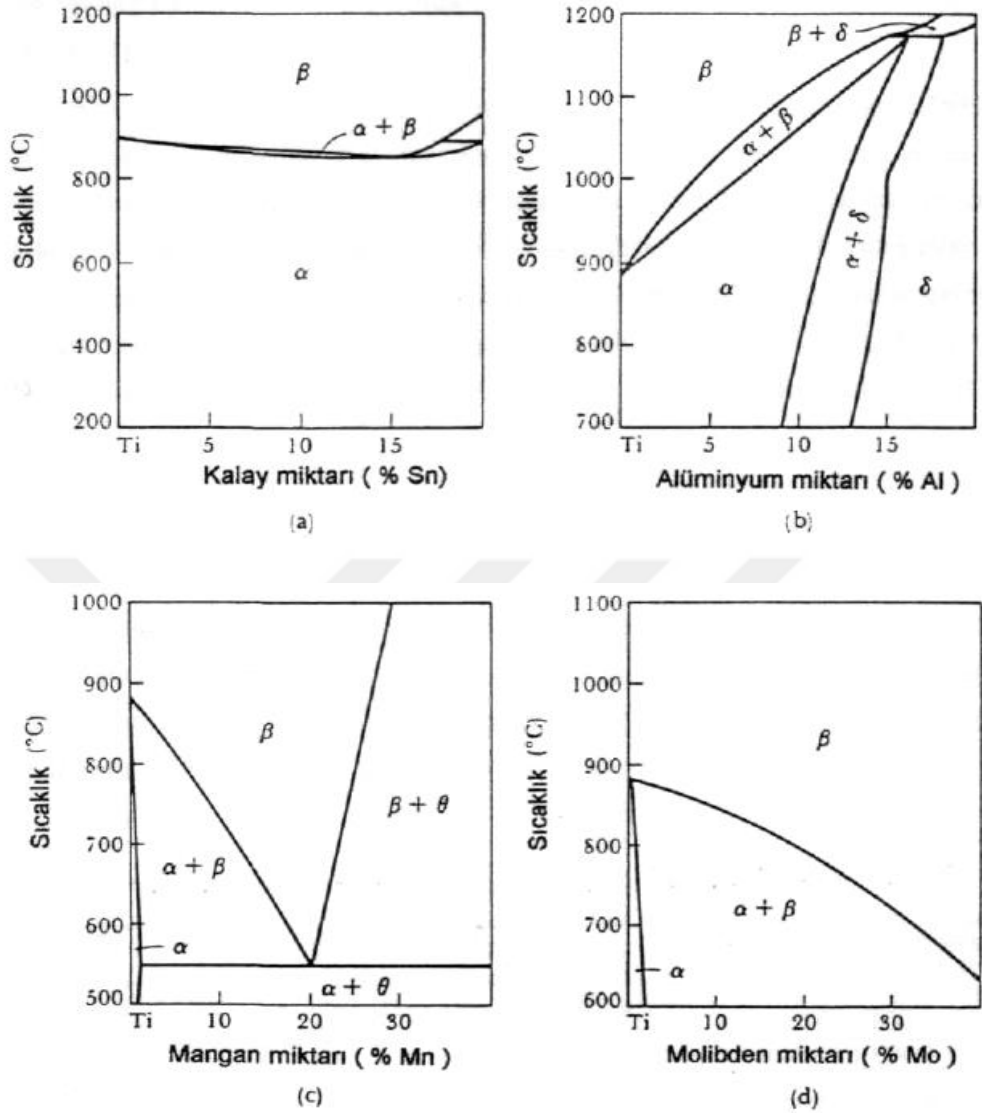 1200
1000
800
600
400
200
Sıcaklık (°C)
β
α + β
α
Ti 5 10 15
Kalay miktarı ( % Sn)
(a)
1200
1100
1000
900
800
700
Sıcaklık (°C)
β + δ
β
α + β
α + δ
α
δ
Ti 5 10 15
Alüminyum miktarı ( % Al )
(b)
1000
900
800
700
600
500
Sıcaklık (°C)
β
β + θ
α + β
α
α + θ
Ti 10 20 30
Mangan miktarı ( % Mn )
(c)
1100
1000
900
800
700
600
Sıcaklık (°C)
β
α + β
α
Ti 10 20 30
Molibden miktarı ( % Mo )
(d)